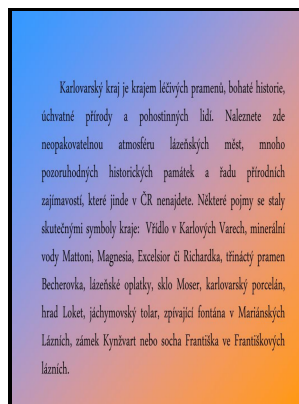 Karlovarský kraj je krajem léčivých pramenů, bohaté historie,
úchvatné přírody a pohostinných lidí. Naleznete zde
neopakovatelnou atmosféru lázeňských měst, mnoho
pozoruhodných historických památek a řadu přírodních
zajímavostí, které jinde v ČR nenajdete. Některé pojmy se staly
skutečnými symboly kraje: Vřídlo v Karlových Varech, minerální
vody Mattoni, Magnesia, Excelsior či Richardka, třináctý pramen
Becherovka, lázeňské oplatky, sklo Moser, karlovarský porcelán,
hrad Loket, jáchymovský tolar, zpívající fontána v Mariánských
Lázních, zámek Kynžvart nebo socha Františka ve Františkových
lázních.